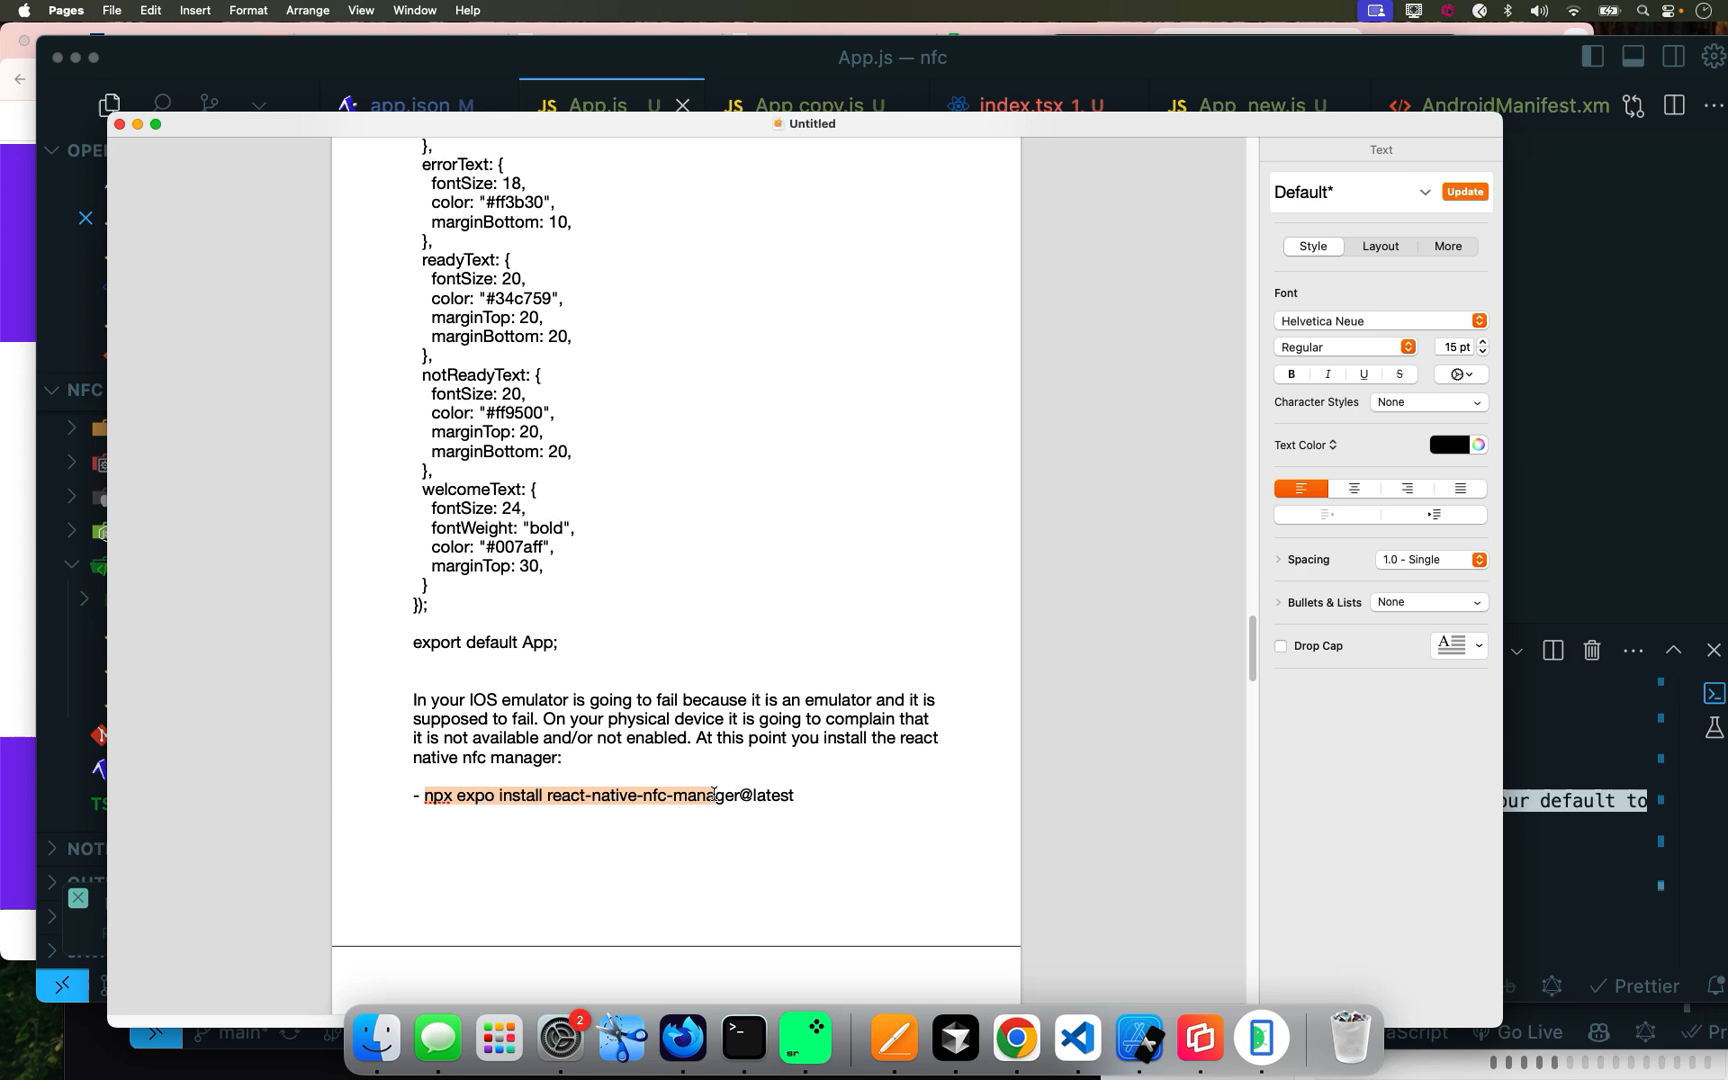 Pages File Edit Insert Format Arrange View Window Help
App.js — nfc
app.json M
App.js U
App copy.js U
index.tsx 1, U
App_new.js U
AndroidManifest.xm
Untitled
OPE
NFC
TS
NOT
},
errorText: {
fontSize: 18,
color: "#ff3b30",
marginBottom: 10,
},
readyText: {
fontSize: 20,
color: "#34c759",
marginTop: 20,
marginBottom: 20,
},
notReadyText: {
fontSize: 20,
color: "#ff9500",
marginTop: 20,
marginBottom: 20,
},
welcomeText: {
fontSize: 24,
fontWeight: "bold",
color: "#007aff",
marginTop: 30,
}
});
export default App;
In your IOS emulator is going to fail because it is an emulator and it is
supposed to fail. On your physical device it is going to complain that
it is not available and/or not enabled. At this point you install the react
native nfc manager:
- npx expo install react-native-nfc-manager@latest
Text
Default*
Update
Style Layout More
Font
Helvetica Neue
Regular 15 pt
B I U S
Character Styles None
Text Color
Spacing 1.0 - Single
Bullets & Lists None
Drop Cap
our default to
Prettier
main*
2
sr
Go Live